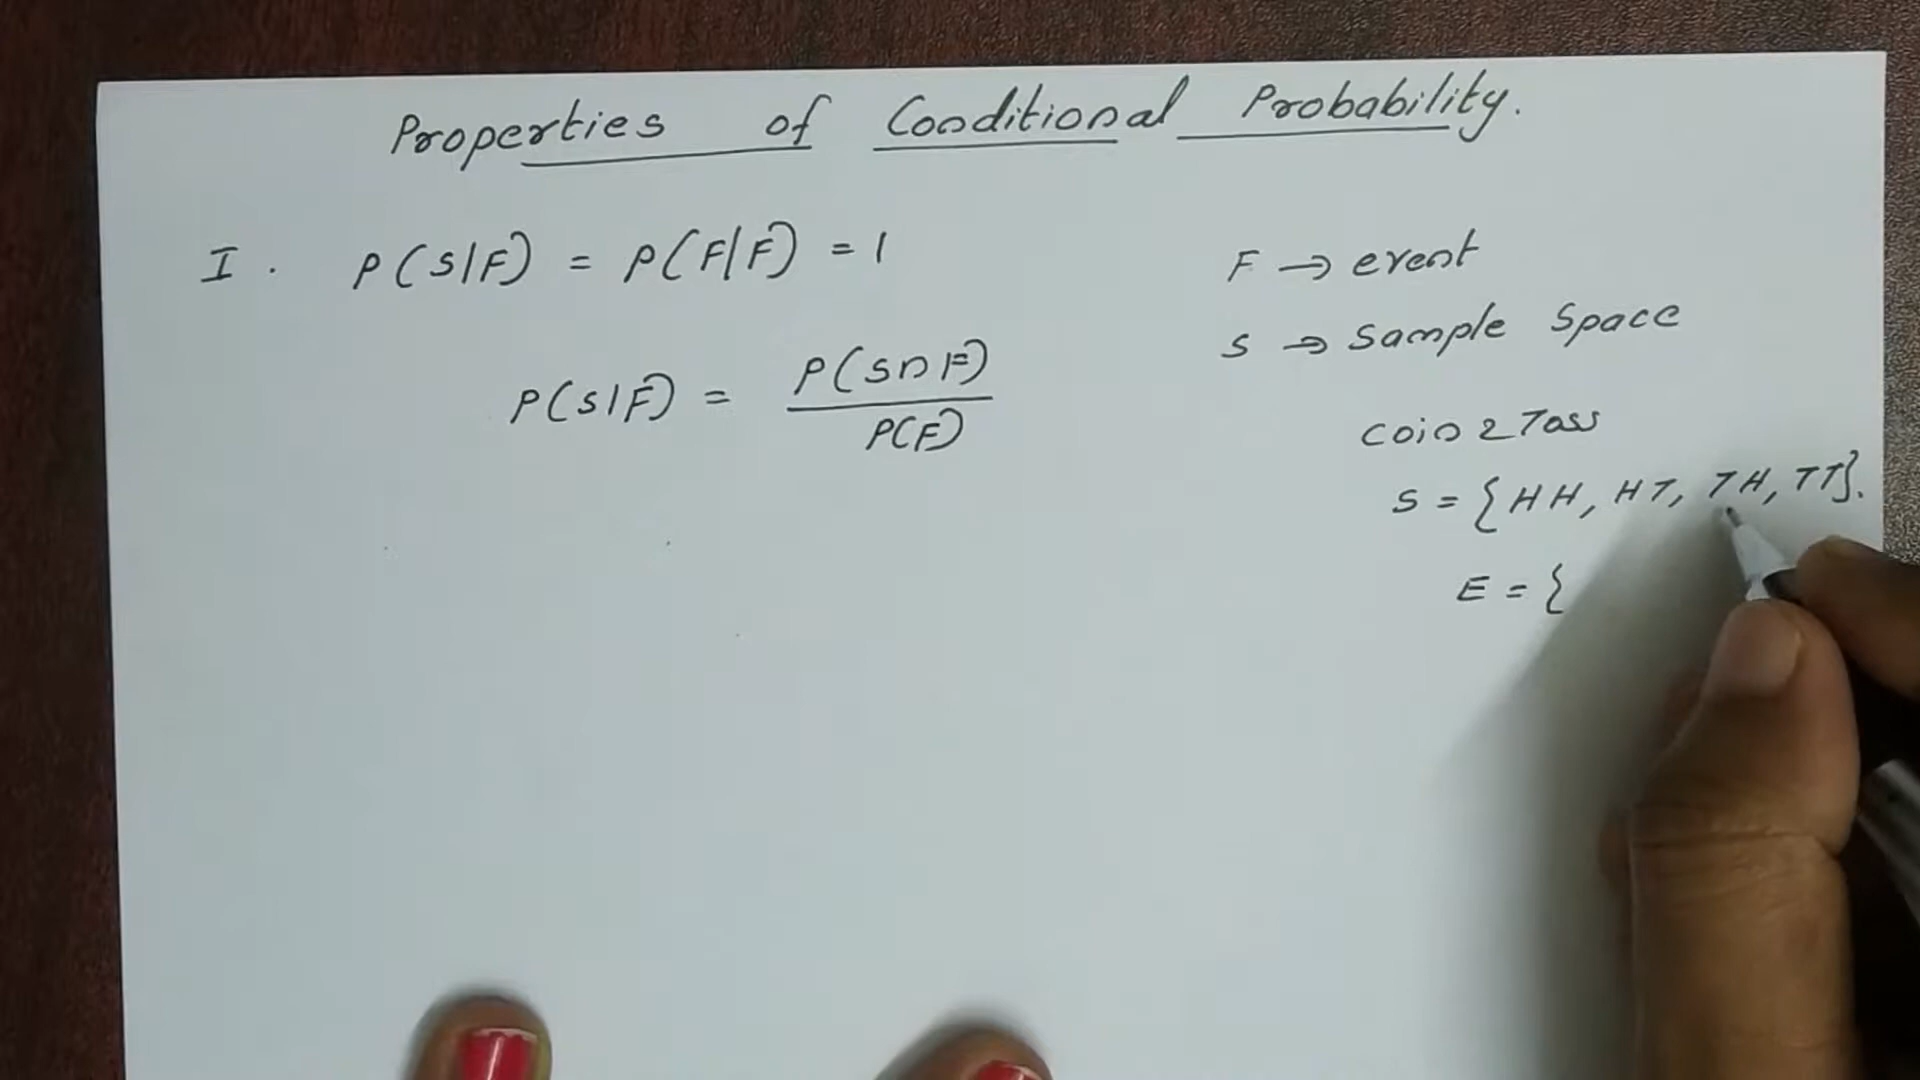 Properties of Conditional Probability.
I. P(S|F) = P(F|F) = 1
F → event
S → Sample Space
P(S|F) = P(S∩F) / P(F)
Coin 2 Toss
S = {HH, HT, TH, TT}.
E = {